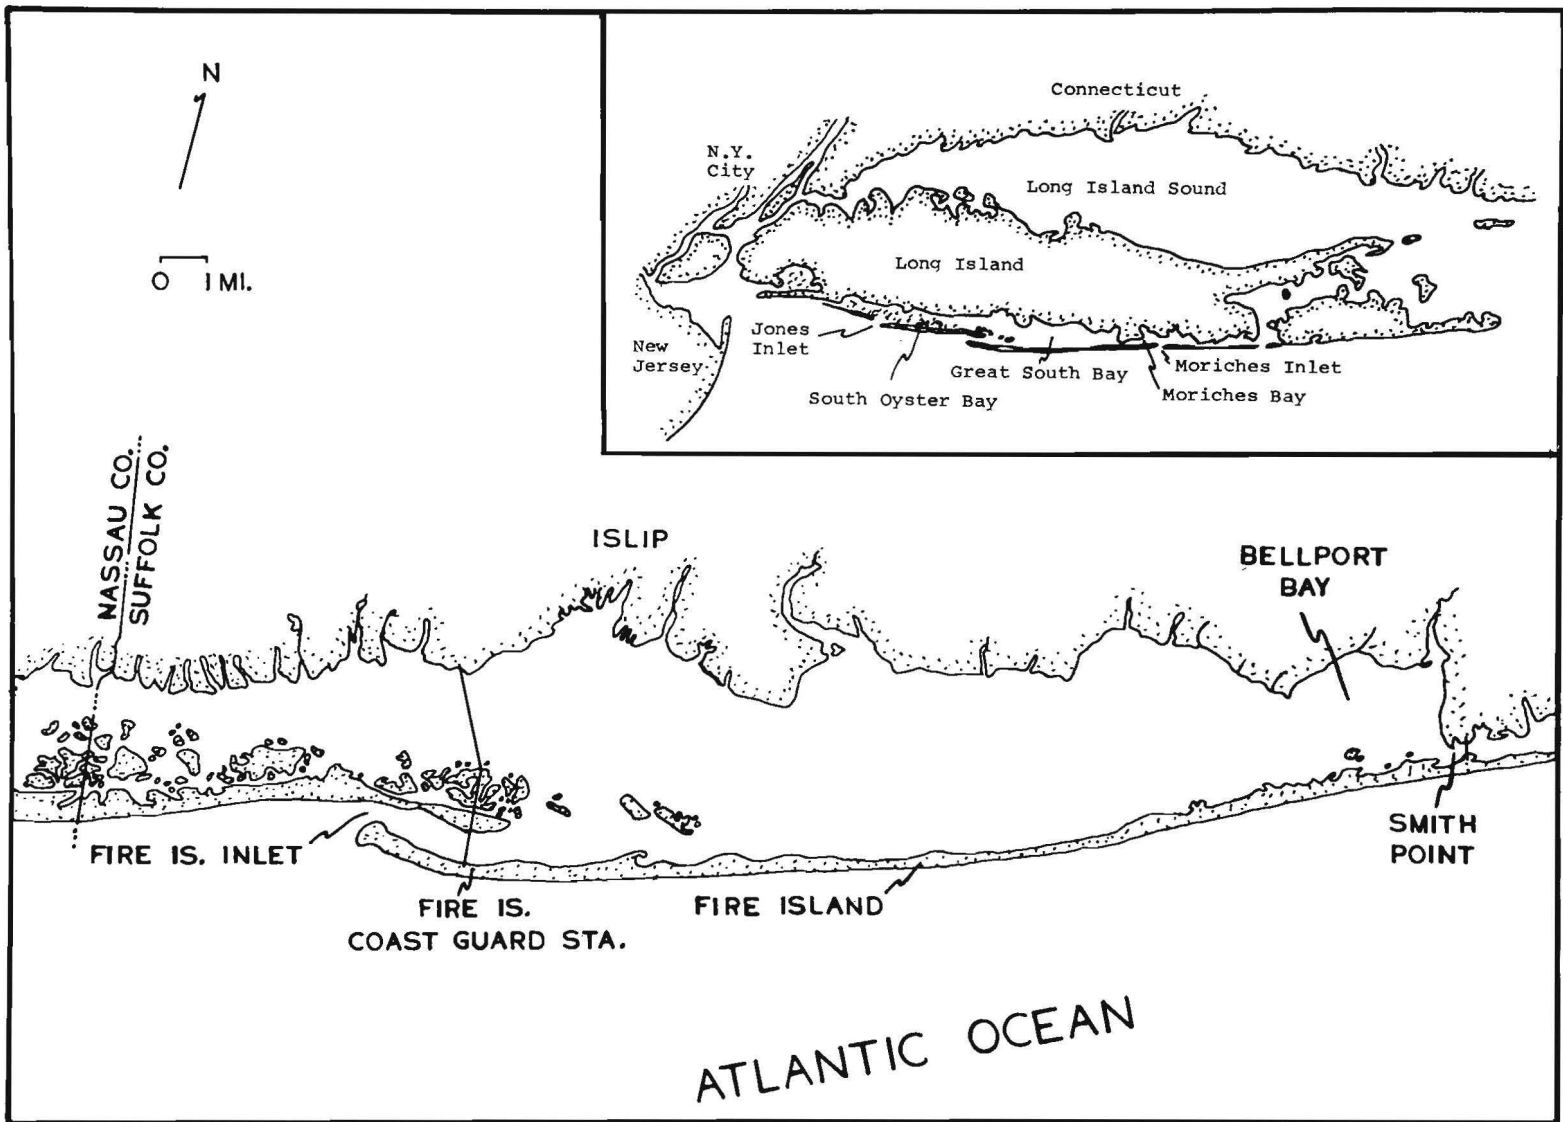 N
0 1 MI.
Connecticut
N.Y.
City
Long Island Sound
Long Island
Jones
Inlet
New
Jersey
Great South Bay
Moriches Inlet
South Oyster Bay
Moriches Bay
NASSAU CO.
SUFFOLK CO.
ISLIP
BELLPORT
BAY
FIRE IS. INLET
SMITH
POINT
FIRE IS.
COAST GUARD STA.
FIRE ISLAND
ATLANTIC OCEAN